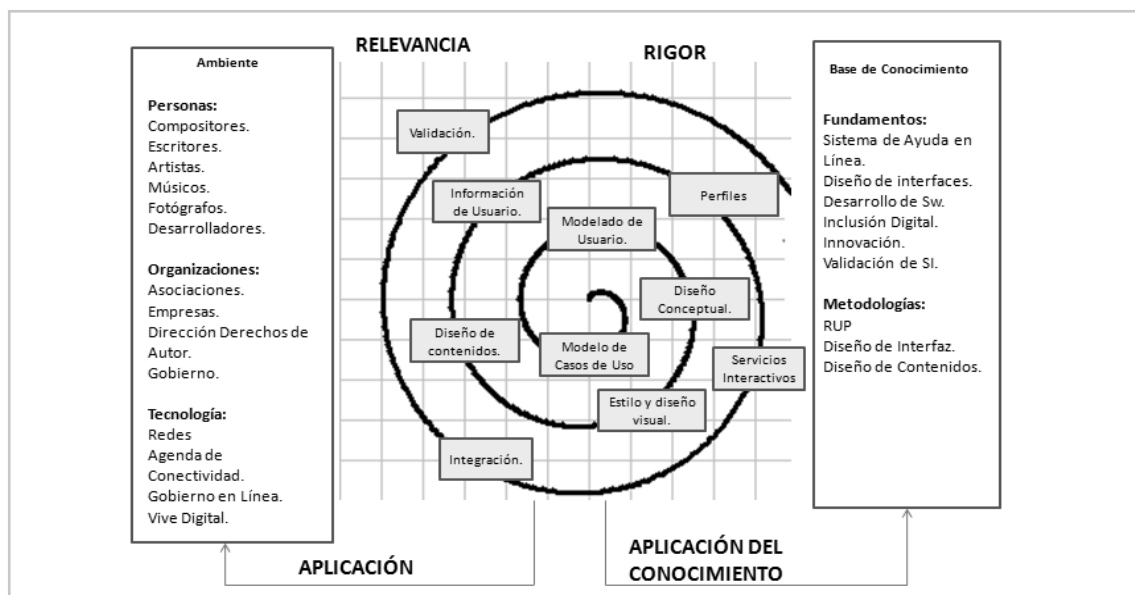 RELEVANCIA
RIGOR
Ambiente
Personas:
Compositores.
Escritores.
Artistas.
Músicos.
Fotógrafos.
Desarrolladores.
Organizaciones:
Asociaciones.
Empresas.
Dirección Derechos de
Autor.
Gobierno.
Tecnología:
Redes
Agenda de
Conectividad.
Gobierno en Línea.
Vive Digital.
Validación.
Información
de Usuario.
Perfiles
Modelado de
Usuario.
Diseño
Conceptual.
Diseño de
contenidos.
Modelo de
Casos de Uso
Servicios
Interactivos
Estilo y diseño
visual.
Integración.
Base de Conocimiento
Fundamentos:
Sistema de Ayuda en
Línea.
Diseño de interfaces.
Desarrollo de Sw.
Inclusión Digital.
Innovación.
Validación de SI.
Metodologías:
RUP
Diseño de Interfaz.
Diseño de Contenidos.
APLICACIÓN
APLICACIÓN DEL
CONOCIMIENTO